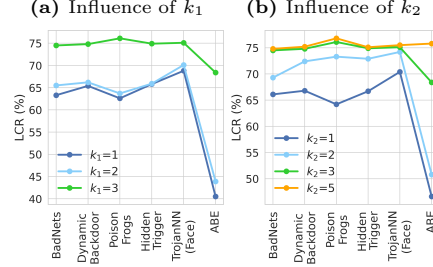 (a) Influence of k1
(b) Influence of k2
LCR (%)
75
70
65
60
55
50
45
40
k1=1
k1=2
k1=3
BadNets
Dynamic
Backdoor
Poison
Frogs
Hidden
Trigger
TrojanNN
(Face)
ABE
LCR (%)
75
70
65
60
55
50
k2=1
k2=2
k2=3
k2=5
BadNets
Dynamic
Backdoor
Poison
Frogs
Hidden
Trigger
TrojanNN
(Face)
ABE